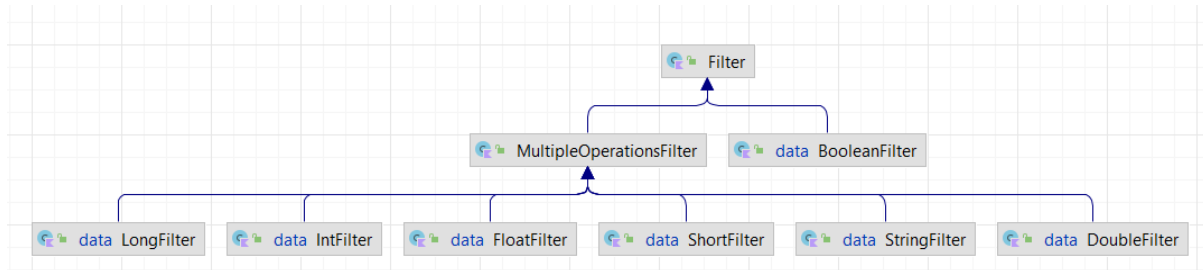 Filter
MultipleOperationsFilter
data BooleanFilter
data LongFilter
data IntFilter
data FloatFilter
data ShortFilter
data StringFilter
data DoubleFilter